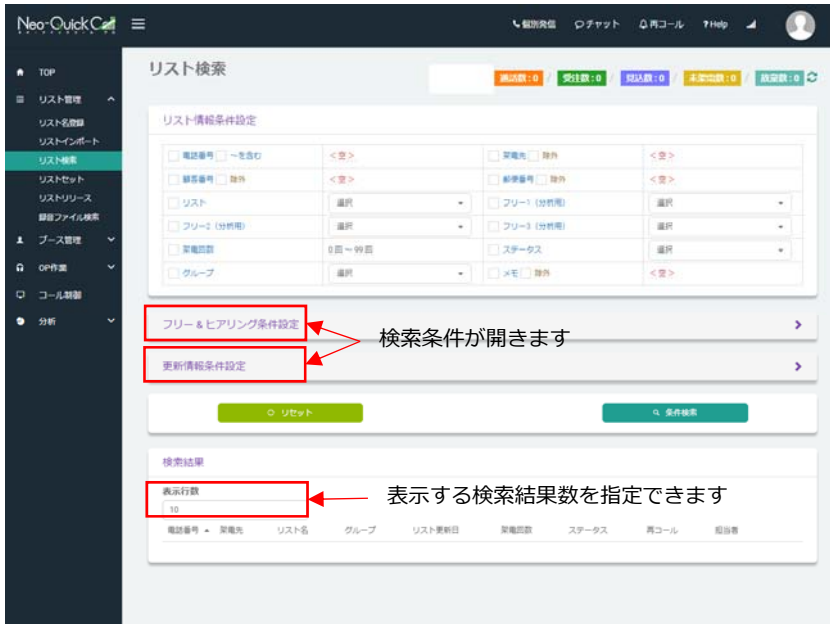 Neo-QuickCall
個別発信 チャット 再コール ?Help
TOP
リスト管理
リスト名登録
リストインポート
リスト検索
リストセット
リストリリース
録音ファイル検索
ブース管理
OP作業
コール制御
分析
リスト検索
通話数:0 / 受注数:0 / 見込数:0 / 未架電数:0 / 放棄数:0
リスト情報条件設定
電話番号 ～を含む <空> 架電先 除外 <空>
顧客番号 除外 <空> 郵便番号 除外 <空>
リスト 選択 フリー1（分析用） 選択
フリー2（分析用） 選択 フリー3（分析用） 選択
架電回数 0回 ～ 99回 ステータス 選択
グループ 選択 メモ 除外 <空>
フリー & ヒアリング条件設定
検索条件が開きます
更新情報条件設定
リセット 条件検索
検索結果
表示行数
表示する検索結果数を指定できます
10
電話番号 架電先 リスト名 グループ リスト更新日 架電回数 ステータス 再コール 担当者